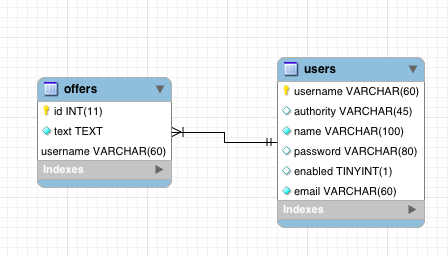 offers
id INT(11)
text TEXT
username VARCHAR(60)
Indexes
users
username VARCHAR(60)
authority VARCHAR(45)
name VARCHAR(100)
password VARCHAR(80)
enabled TINYINT(1)
email VARCHAR(60)
Indexes